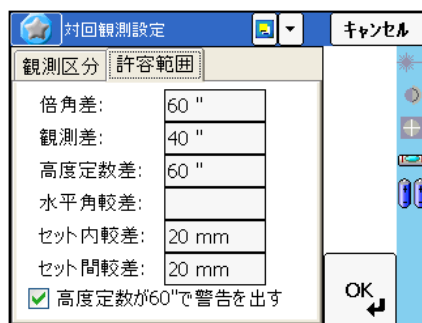 対回観測設定
キャンセル
観測区分 許容範囲
倍角差: 60 "
観測差: 40 "
高度定数差: 60 "
水平角較差:
セット内較差: 20 mm
セット間較差: 20 mm
高度定数が60"で警告を出す
OK